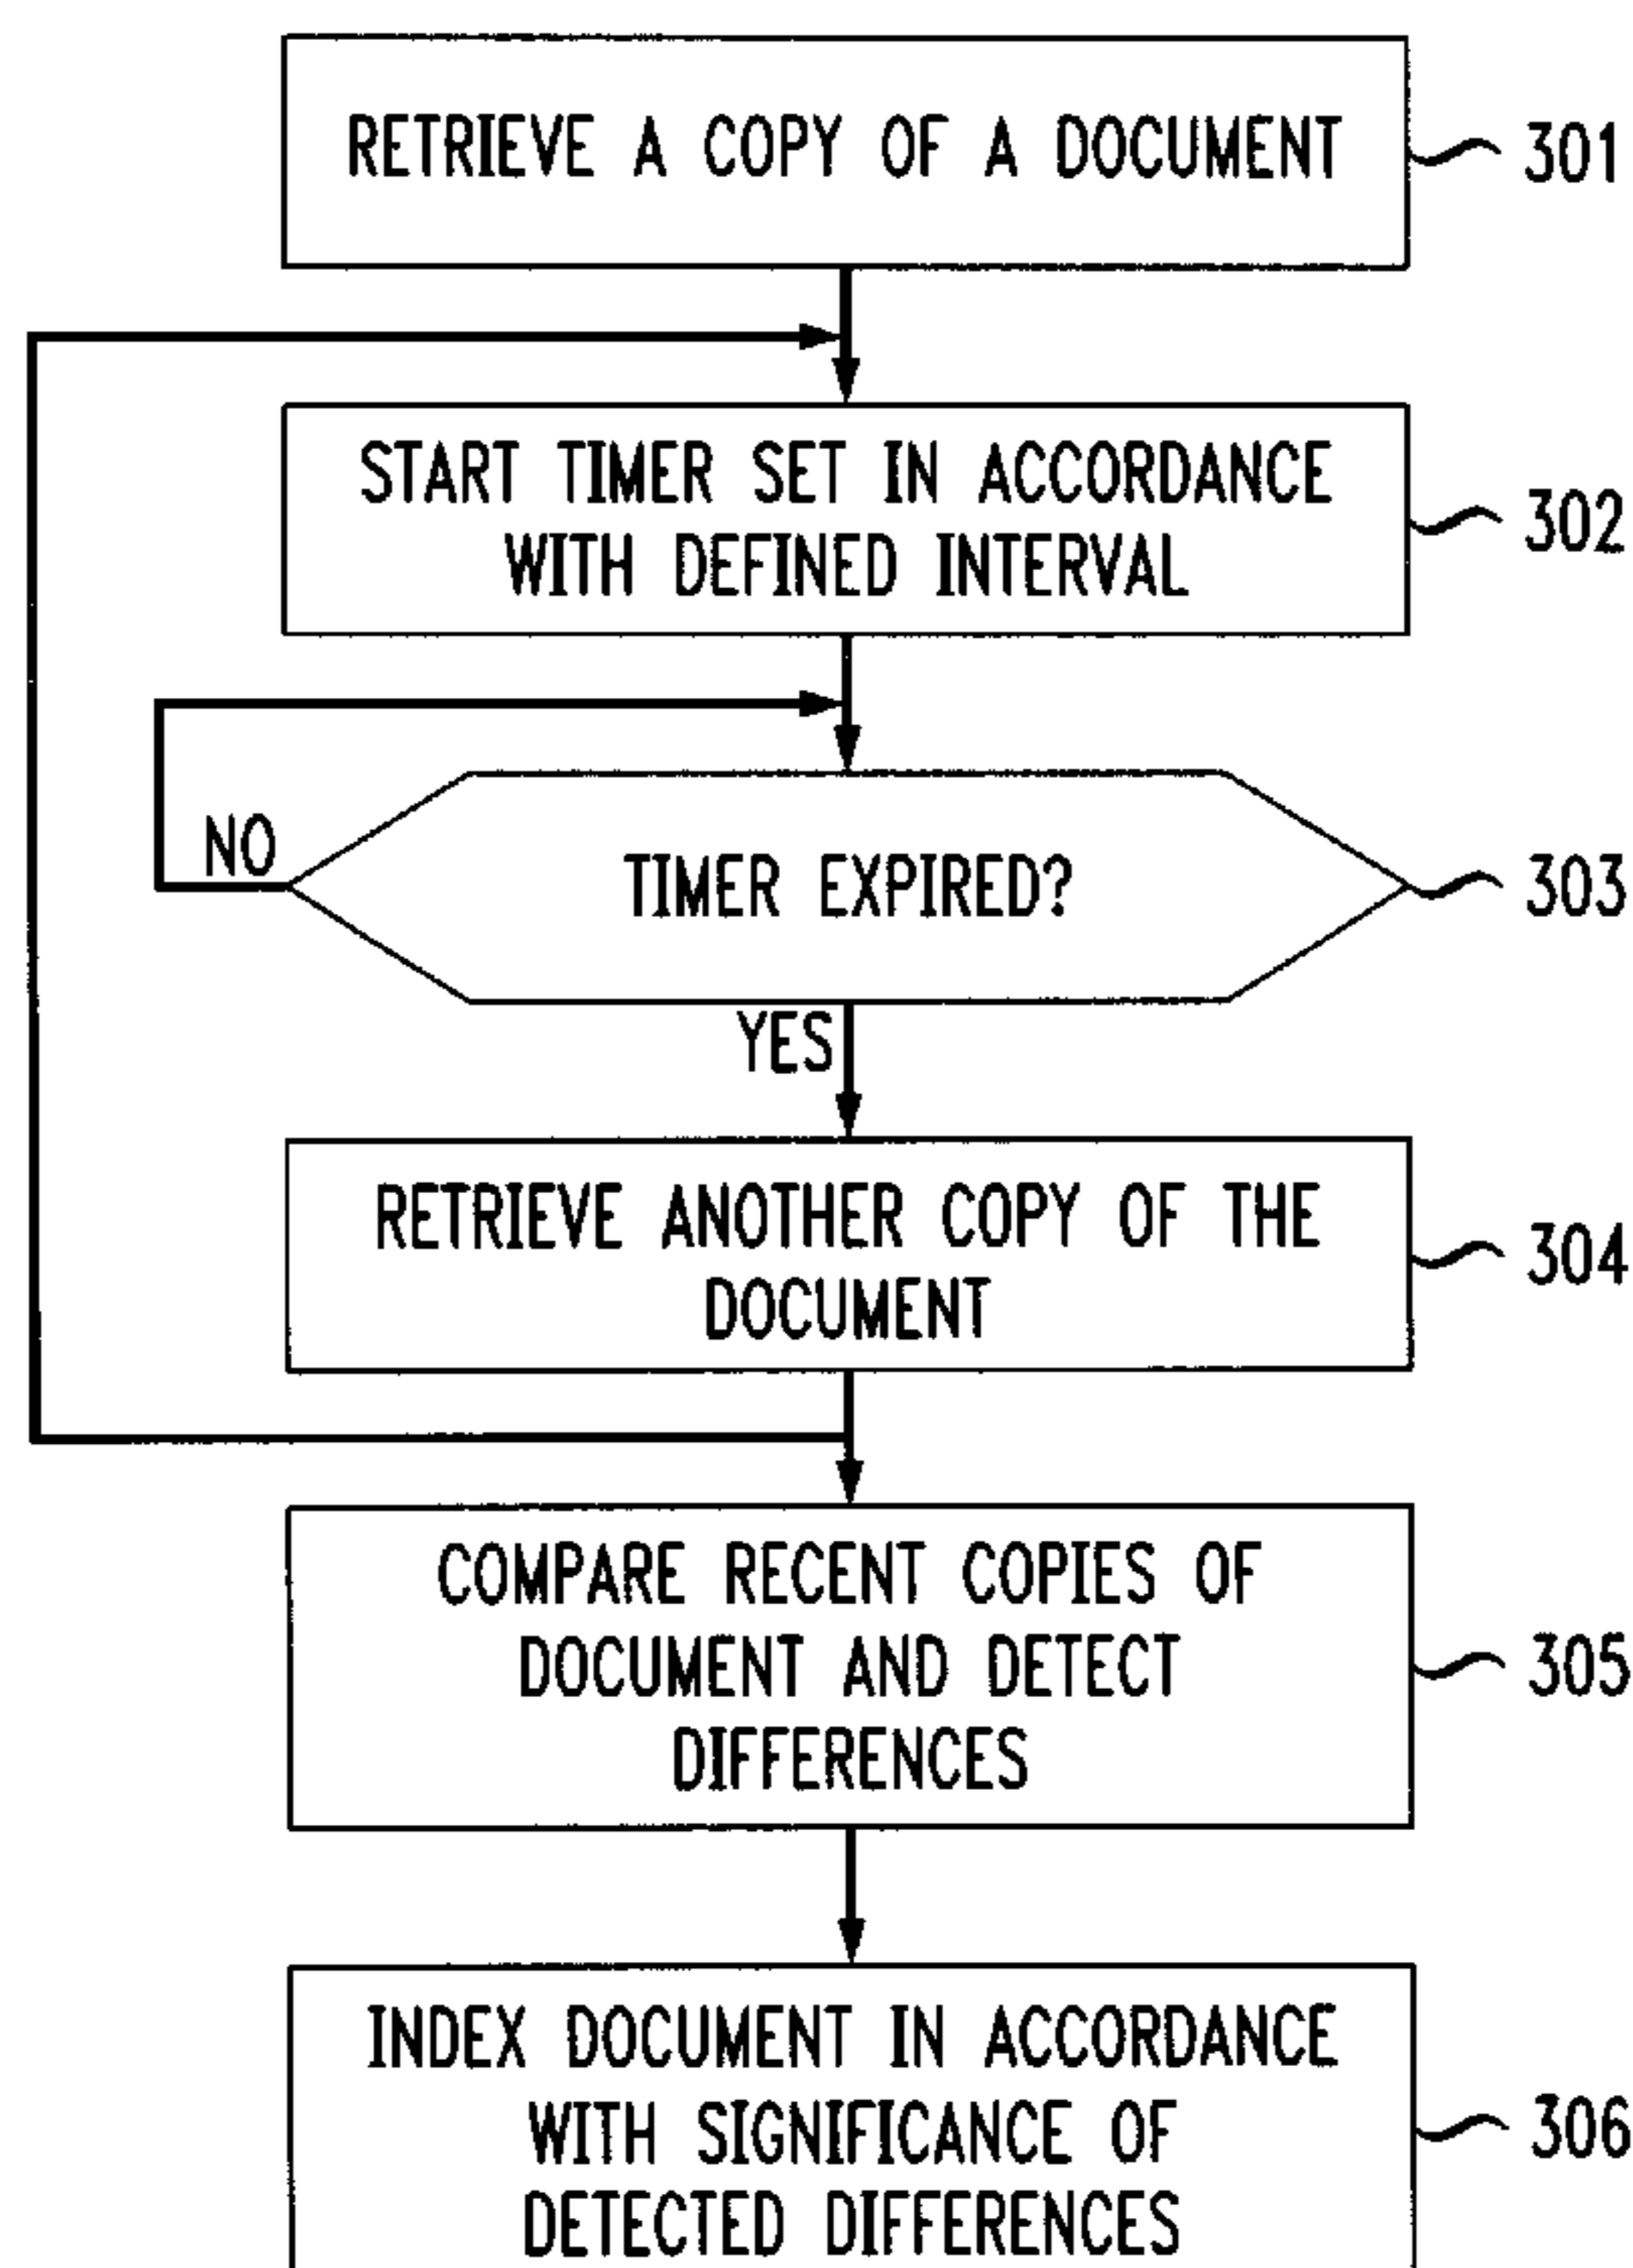 RETRIEVE A COPY OF A DOCUMENT
301
START TIMER SET IN ACCORDANCE
WITH DEFINED INTERVAL
302
NO
TIMER EXPIRED?
303
YES
RETRIEVE ANOTHER COPY OF THE
DOCUMENT
304
COMPARE RECENT COPIES OF
DOCUMENT AND DETECT
DIFFERENCES
305
INDEX DOCUMENT IN ACCORDANCE
WITH SIGNIFICANCE OF
DETECTED DIFFERENCES
306